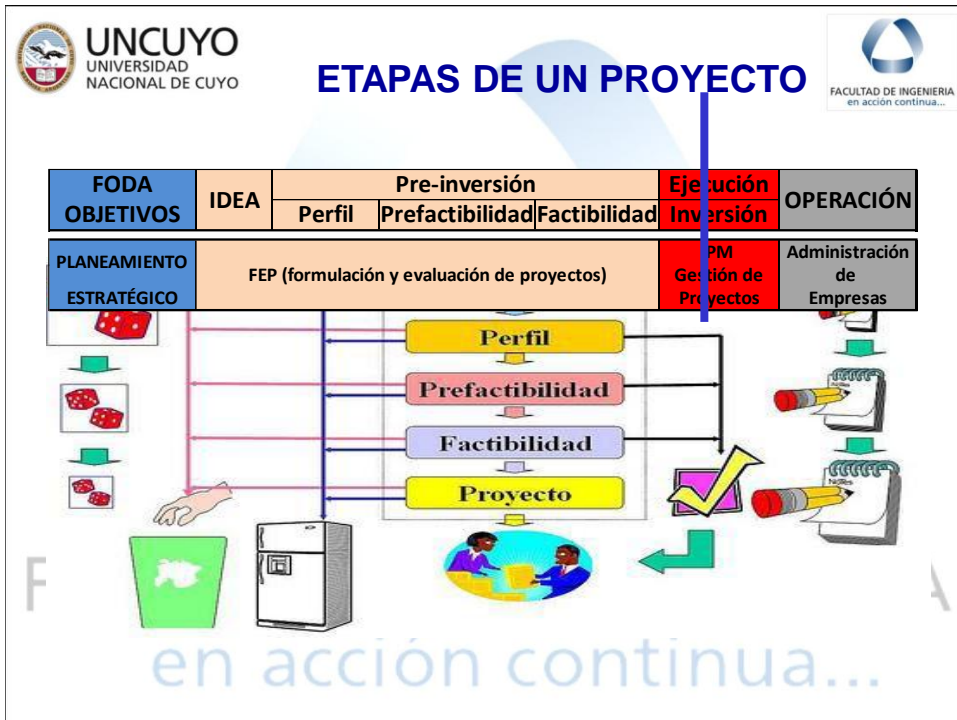 UNCUYO
UNIVERSIDAD
NACIONAL DE CUYO
ETAPAS DE UN PROYECTO
FACULTAD DE INGENIERIA
en acción continua...
FODA
OBJETIVOS
IDEA
Pre-inversión
Perfil
Prefactibilidad
Factibilidad
Ejecución
Inversión
OPERACIÓN
PLANEAMIENTO
ESTRATÉGICO
FEP (formulación y evaluación de proyectos)
PM
Gestión de
Proyectos
Administración
de
Empresas
Perfil
Prefactibilidad
Factibilidad
Proyecto
Notes
Notes
en acción continua...